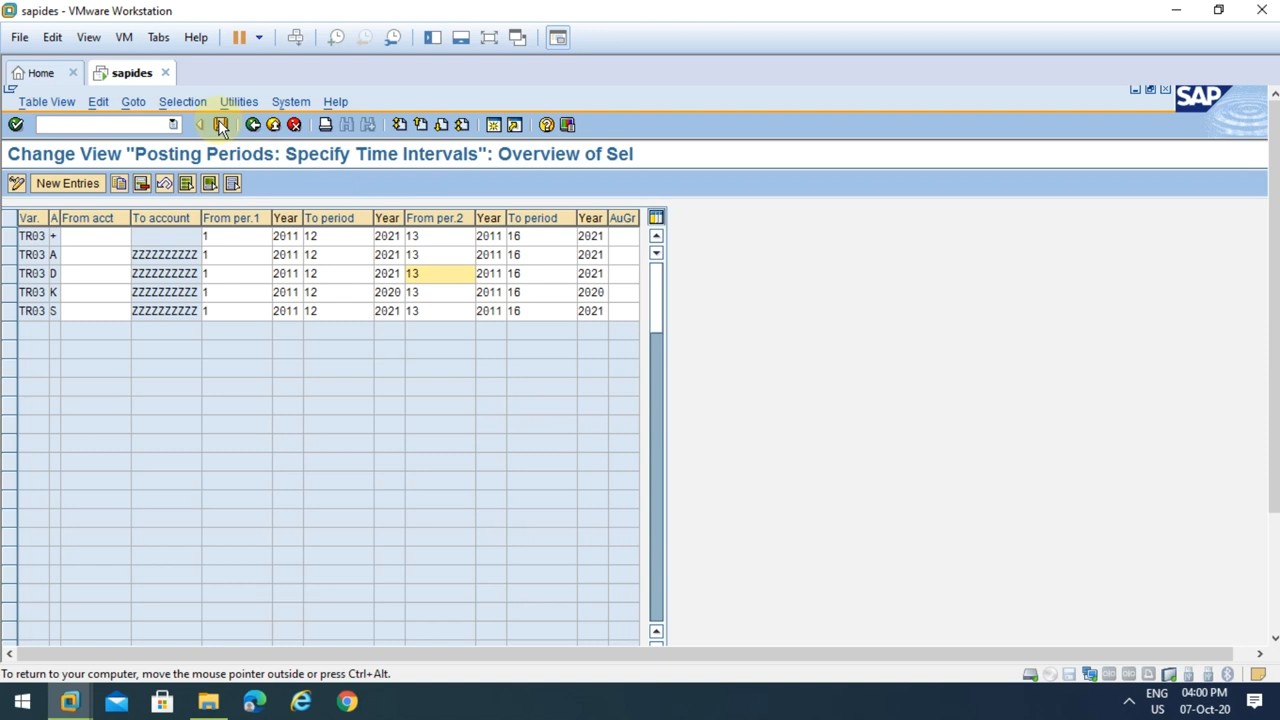 sapides - VMware Workstation
File Edit View VM Tabs Help
Home sapides
Table View Edit Goto Selection Utilities System Help
SAP
Change View "Posting Periods: Specify Time Intervals": Overview of Sel
New Entries
Var. A From acct To account From per.1 Year To period Year From per.2 Year To period Year AuGr
TR03 + 1 2011 12 2021 13 2011 16 2021
TR03 A ZZZZZZZZZZ 1 2011 12 2021 13 2011 16 2021
TR03 D ZZZZZZZZZZ 1 2011 12 2021 13 2011 16 2021
TR03 K ZZZZZZZZZZ 1 2011 12 2020 13 2011 16 2020
TR03 S ZZZZZZZZZZ 1 2011 12 2021 13 2011 16 2021
To return to your computer, move the mouse pointer outside or press Ctrl+Alt.
ENG 04:00 PM
US 07-Oct-20